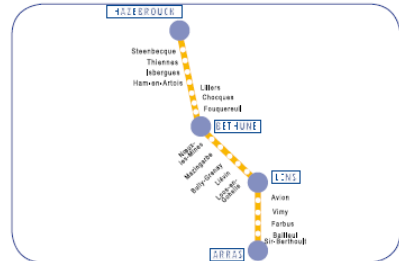 HAZEBROUCK
Steenbecque
Thiennes
Isbergues
Ham-en-Artois
Lillers
Chocques
Fouquereuil
BETHUNE
Nœux-
les-Mines
Mazingarbe
Bully-Grenay
Liévin
Loos-en-
Gohelle
LENS
Avion
Vimy
Farbus
Bailleul
Sir-Berthoult
ARRAS